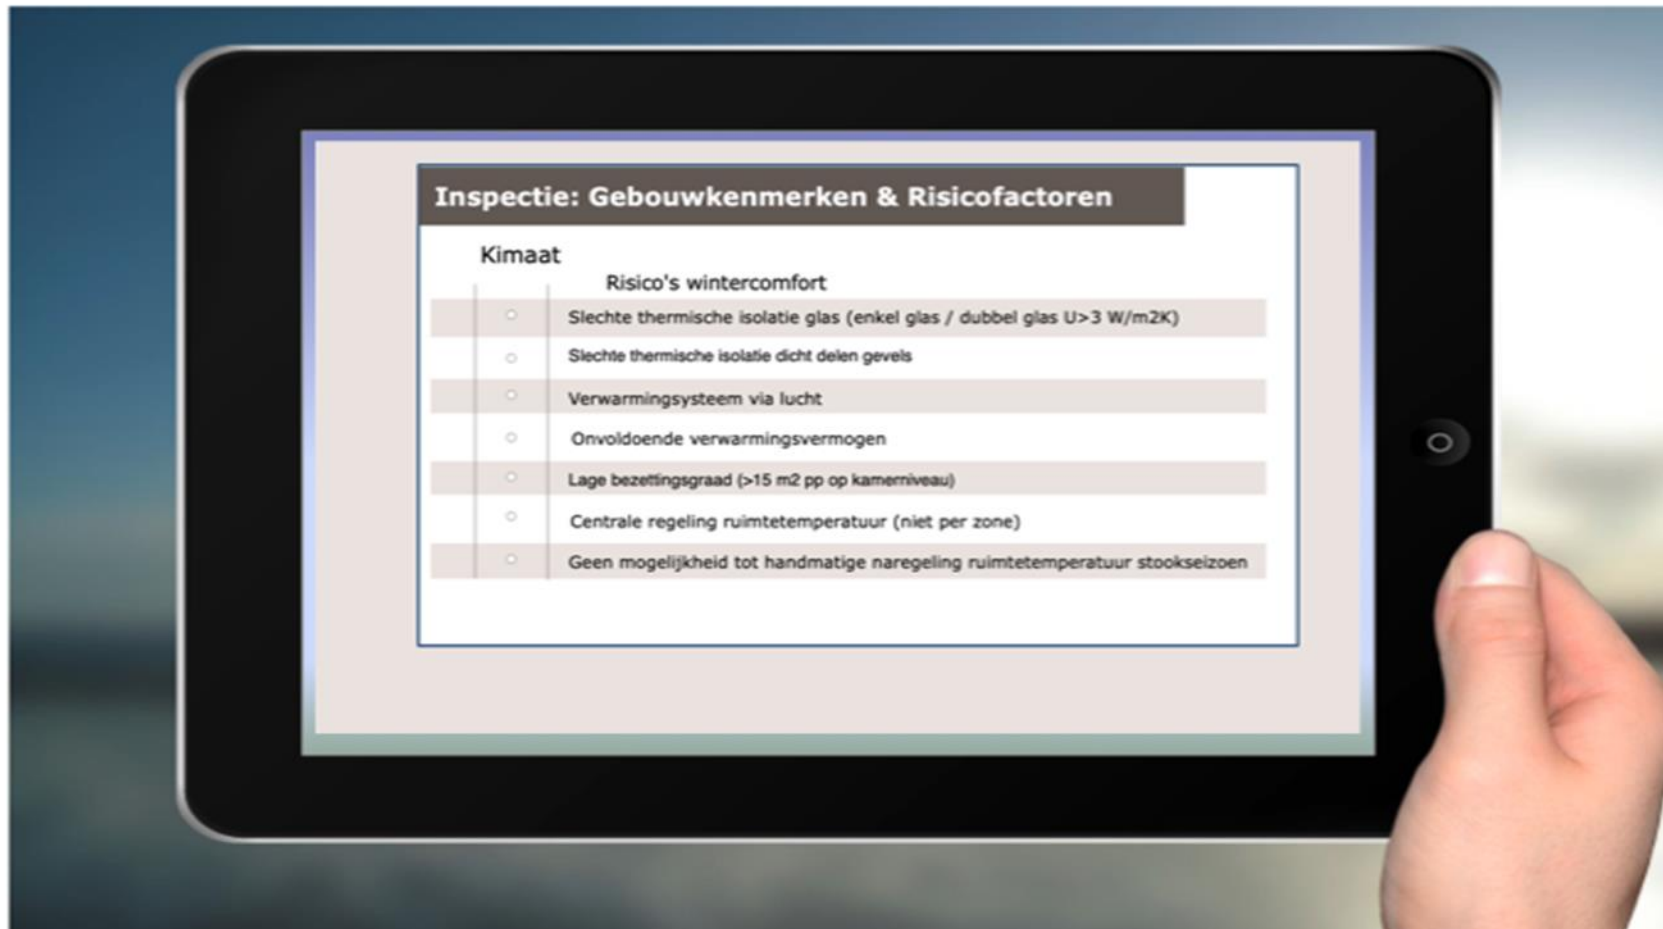 Inspectie: Gebouwkenmerken & Risicofactoren
Kimaat
Risico's wintercomfort
Slechte thermische isolatie glas (enkel glas / dubbel glas U>3 W/m2K)
Slechte thermische isolatie dicht delen gevels
Verwarmingsysteem via lucht
Onvoldoende verwarmingsvermogen
Lage bezettingsgraad (>15 m2 pp op kamerniveau)
Centrale regeling ruimtetemperatuur (niet per zone)
Geen mogelijkheid tot handmatige naregeling ruimtetemperatuur stookseizoen